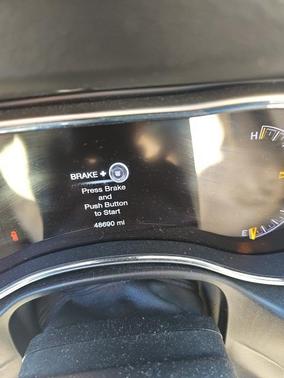 H
BRAKE +
Press Brake
and
Push Button
to Start
48690 mi
E